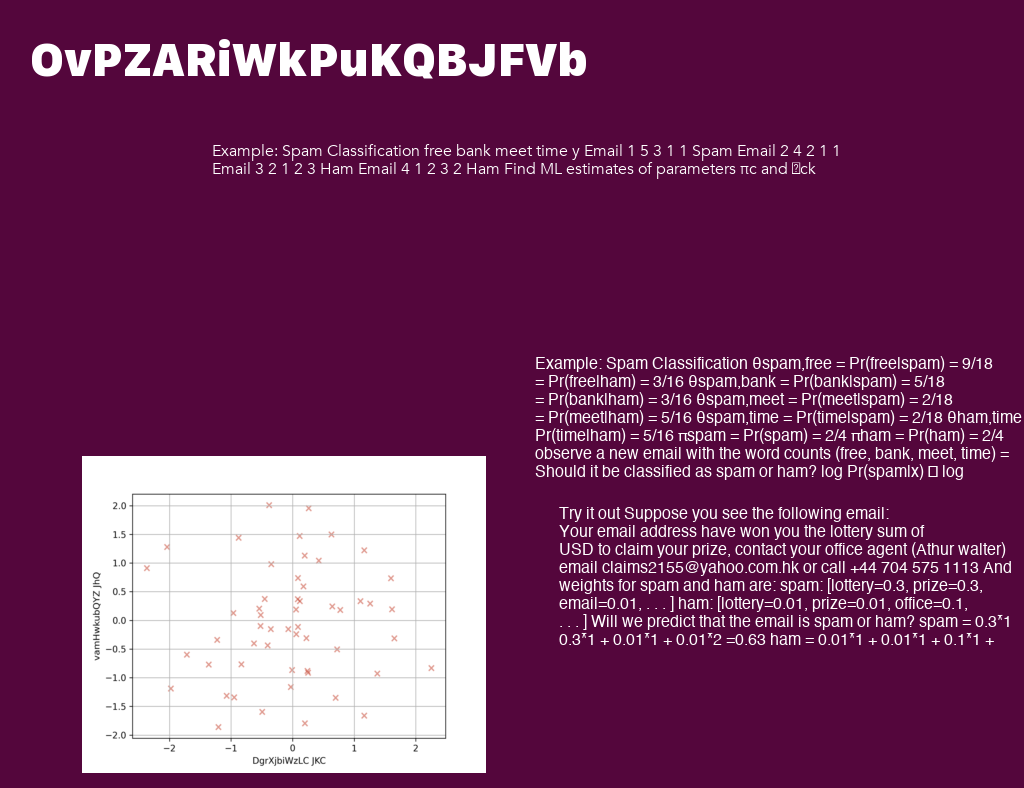 OvPZARiWkPuKQBJFVb
Example: Spam Classification free bank meet time y Email 1 5 3 1 1 Spam Email 2 4 2 1 1
Email 3 2 1 2 3 Ham Email 4 1 2 3 2 Ham Find ML estimates of parameters πc and ck
Example: Spam Classification θspam,free = Pr(free|spam) = 9/18
= Pr(free|ham) = 3/16 θspam,bank = Pr(bank|spam) = 5/18
= Pr(bank|ham) = 3/16 θspam,meet = Pr(meet|spam) = 2/18
= Pr(meet|ham) = 5/16 θspam,time = Pr(time|spam) = 2/18 θham,time
Pr(time|ham) = 5/16 πspam = Pr(spam) = 2/4 πham = Pr(ham) = 2/4
observe a new email with the word counts (free, bank, meet, time) =
Should it be classified as spam or ham? log Pr(spam|x) log
Try it out Suppose you see the following email:
Your email address have won you the lottery sum of
USD to claim your prize, contact your office agent (Athur walter)
email claims2155@yahoo.com.hk or call +44 704 575 1113 And
weights for spam and ham are: spam: [lottery=0.3, prize=0.3,
email=0.01, . . . ] ham: [lottery=0.01, prize=0.01, office=0.1,
. . . ] Will we predict that the email is spam or ham? spam = 0.3*1
0.3*1 + 0.01*1 + 0.01*2 =0.63 ham = 0.01*1 + 0.01*1 + 0.1*1 +
2.0
1.5
1.0
0.5
0.0
−0.5
−1.0
−1.5
−2.0
vamHwkubQYZ JhQ
−2 −1 0 1 2
DgrXjbiWzLC JKC